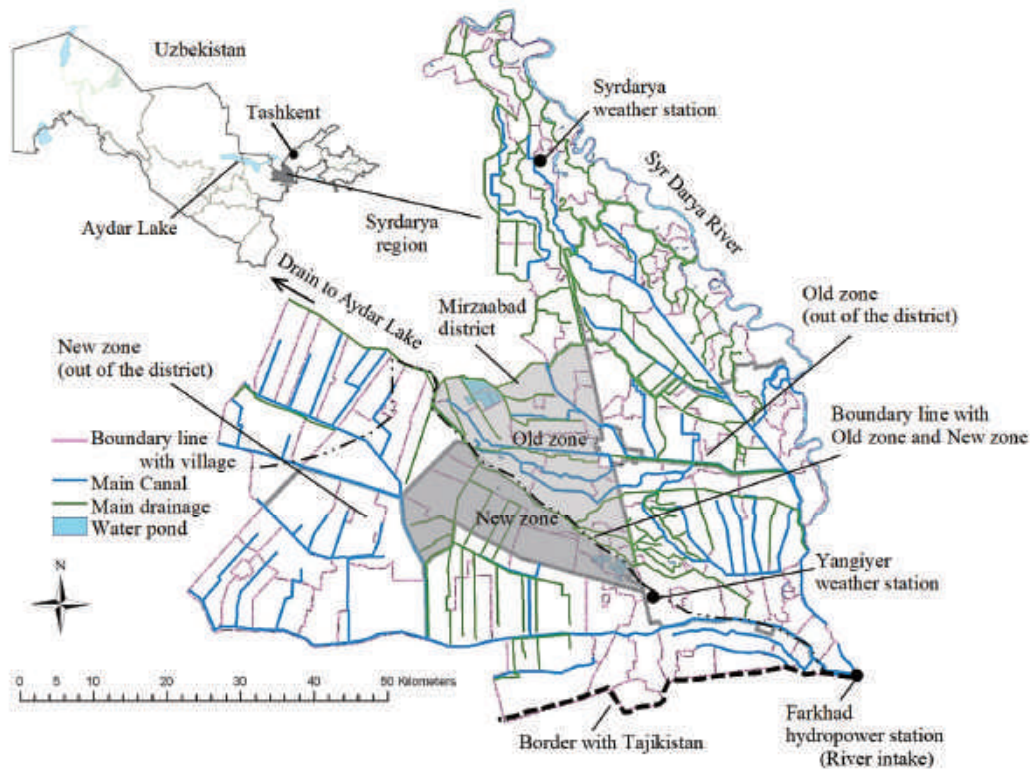 Uzbekistan
Tashkent
Aydar Lake
Syrdarya
region
Syrdarya
weather station
Syr Darya River
Drain to Aydar Lake
Mirzaabad
district
Old zone
(out of the district)
New zone
(out of the district)
Boundary line with
Old zone and New zone
Old zone
New zone
Boundary line
with village
Main Canal
Main drainage
Water pond
N
Yangiyer
weather station
0 5 10 20 30 40 50 Kilometers
Border with Tajikistan
Farkhad
hydropower station
(River intake)